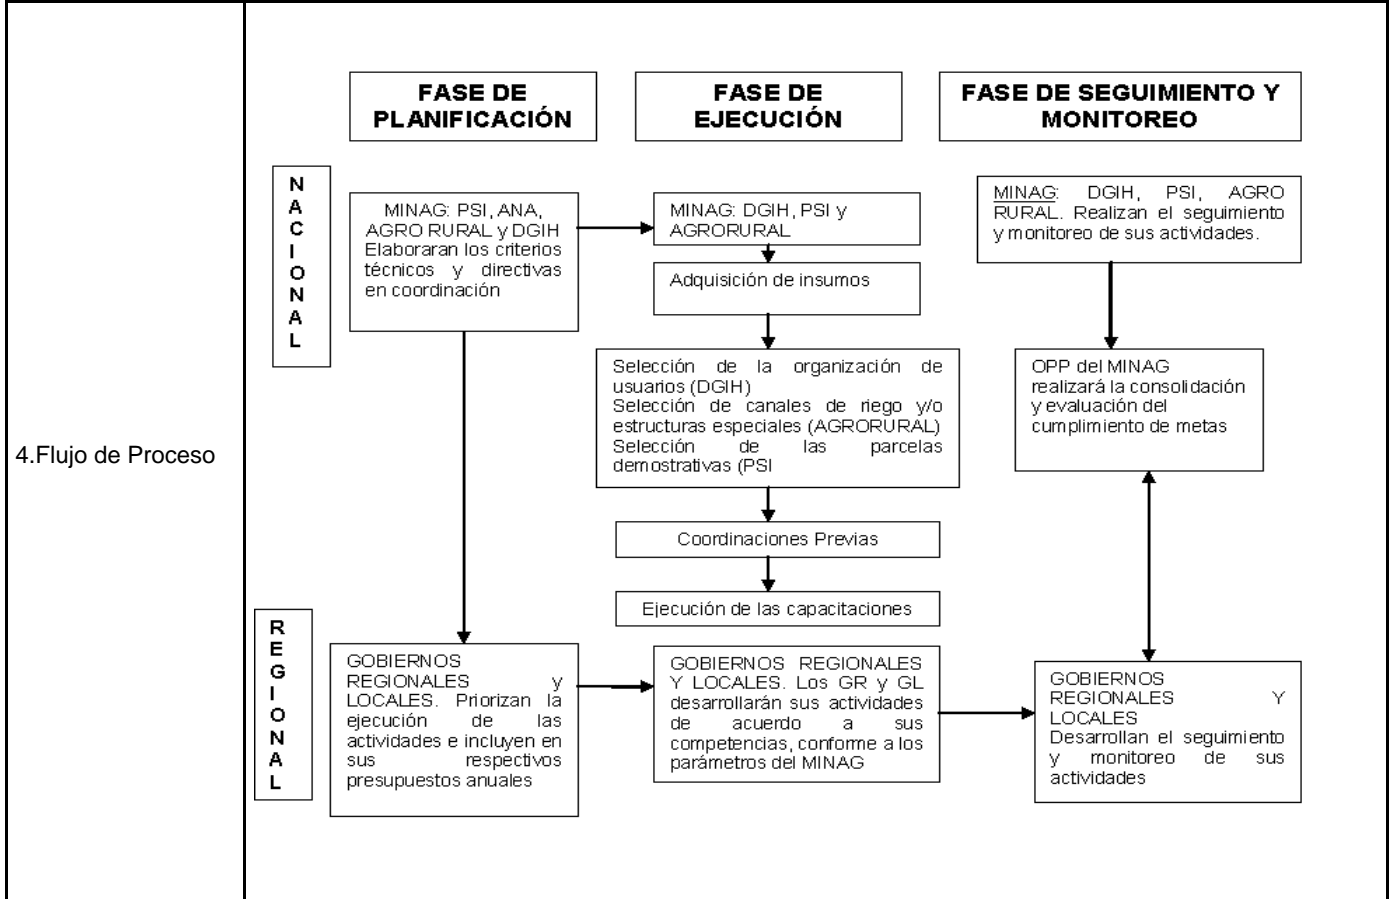 4.Flujo de Proceso
FASE DE
PLANIFICACIÓN
FASE DE
EJECUCIÓN
FASE DE SEGUIMIENTO Y
MONITOREO
NACIONAL
MINAG: PSI, ANA,
AGRO RURAL y DGIH
Elaboraran los criterios
técnicos y directivas
en coordinación
MINAG: DGIH, PSI y
AGRORURAL
Adquisición de insumos
Selección de la organización de
usuarios (DGIH)
Selección de canales de riego y/o
estructuras especiales (AGRORURAL)
Selección de las parcelas
demostrativas (PSI
Coordinaciones Previas
Ejecución de las capacitaciones
MINAG: DGIH, PSI, AGRO
RURAL. Realizan el seguimiento
y monitoreo de sus actividades.
OPP del MINAG
realizará la consolidación
y evaluación del
cumplimiento de metas
REGIONAL
GOBIERNOS
REGIONALES y
LOCALES. Priorizan la
ejecución de las
actividades e incluyen en
sus respectivos
presupuestos anuales
GOBIERNOS REGIONALES
Y LOCALES. Los GR y GL
desarrollarán sus actividades
de acuerdo a sus
competencias, conforme a los
parámetros del MINAG
GOBIERNOS
REGIONALES Y
LOCALES
Desarrollan el seguimiento
y monitoreo de sus
actividades